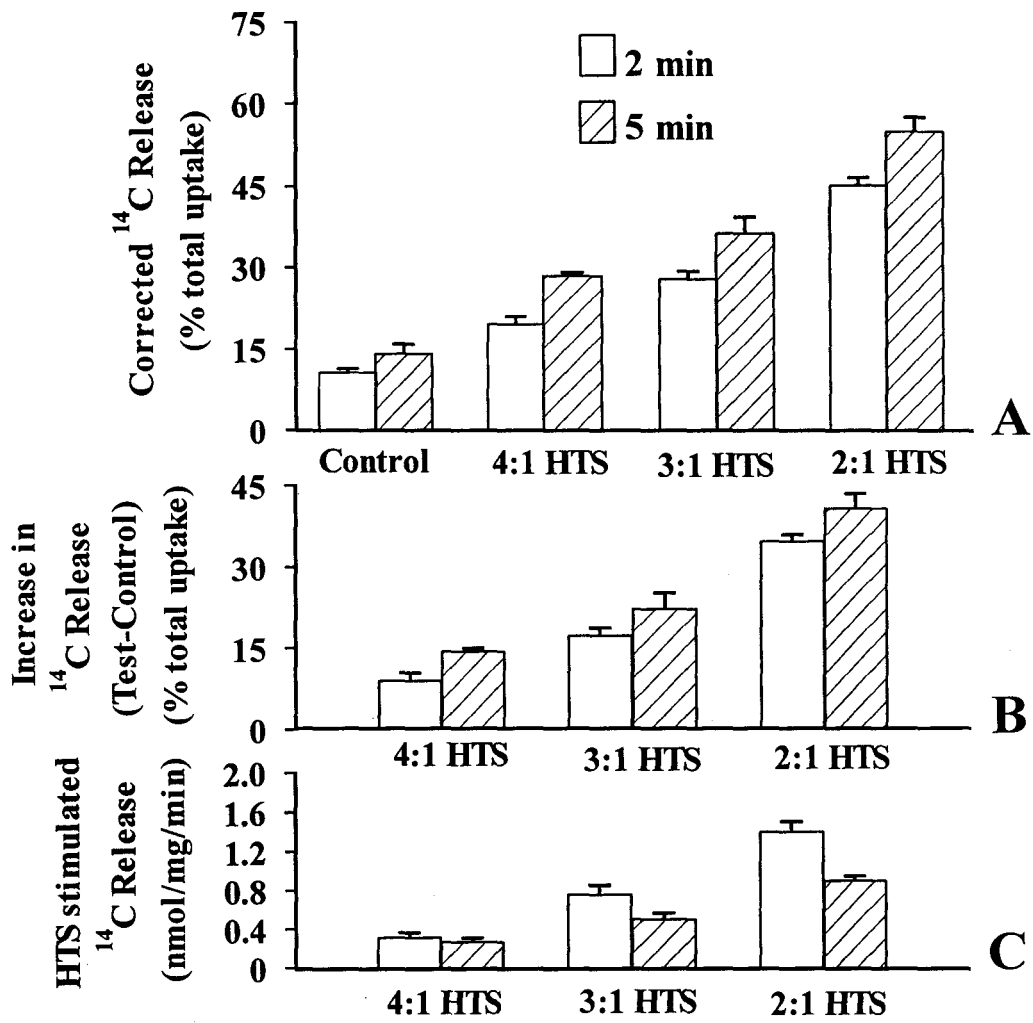 75
60
45
30
15
0
Corrected ¹⁴C Release
(% total uptake)
2 min
5 min
Control
4:1 HTS
3:1 HTS
2:1 HTS
A
45
30
15
0
Increase in
¹⁴C Release
(Test-Control)
(% total uptake)
4:1 HTS
3:1 HTS
2:1 HTS
B
2.0
1.6
1.2
0.8
0.4
0
HTS stimulated
¹⁴C Release
(nmol/mg/min)
4:1 HTS
3:1 HTS
2:1 HTS
C